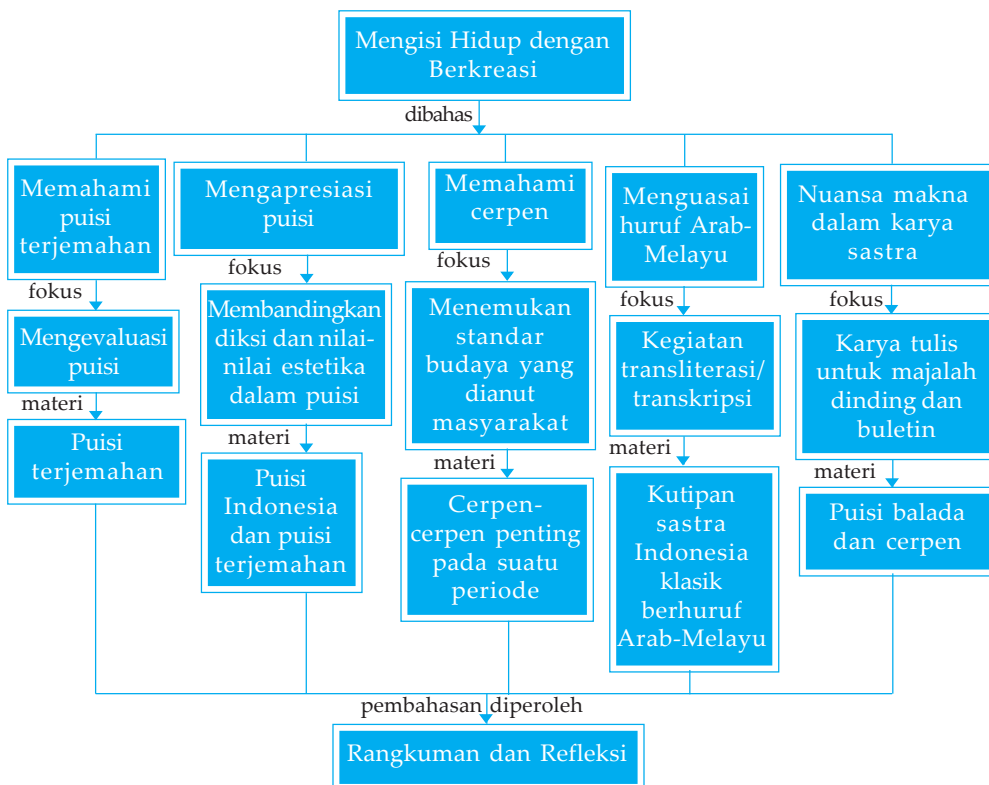 Mengisi Hidup dengan
Berkreasi
dibahas
Memahami
puisi
terjemahan
fokus
Mengevaluasi
puisi
materi
Puisi
terjemahan
Mengapresiasi
puisi
fokus
Membandingkan
diksi dan nilai-
nilai estetika
dalam puisi
materi
Puisi
Indonesia
dan puisi
terjemahan
Memahami
cerpen
fokus
Menemukan
standar
budaya yang
dianut
masyarakat
materi
Cerpen-
cerpen penting
pada suatu
periode
Menguasai
huruf Arab-
Melayu
fokus
Kegiatan
transliterasi/
transkripsi
materi
Kutipan
sastra
Indonesia
klasik
berhuruf
Arab-Melayu
Nuansa makna
dalam karya
sastra
fokus
Karya tulis
untuk majalah
dinding dan
buletin
materi
Puisi balada
dan cerpen
pembahasan diperoleh
Rangkuman dan Refleksi